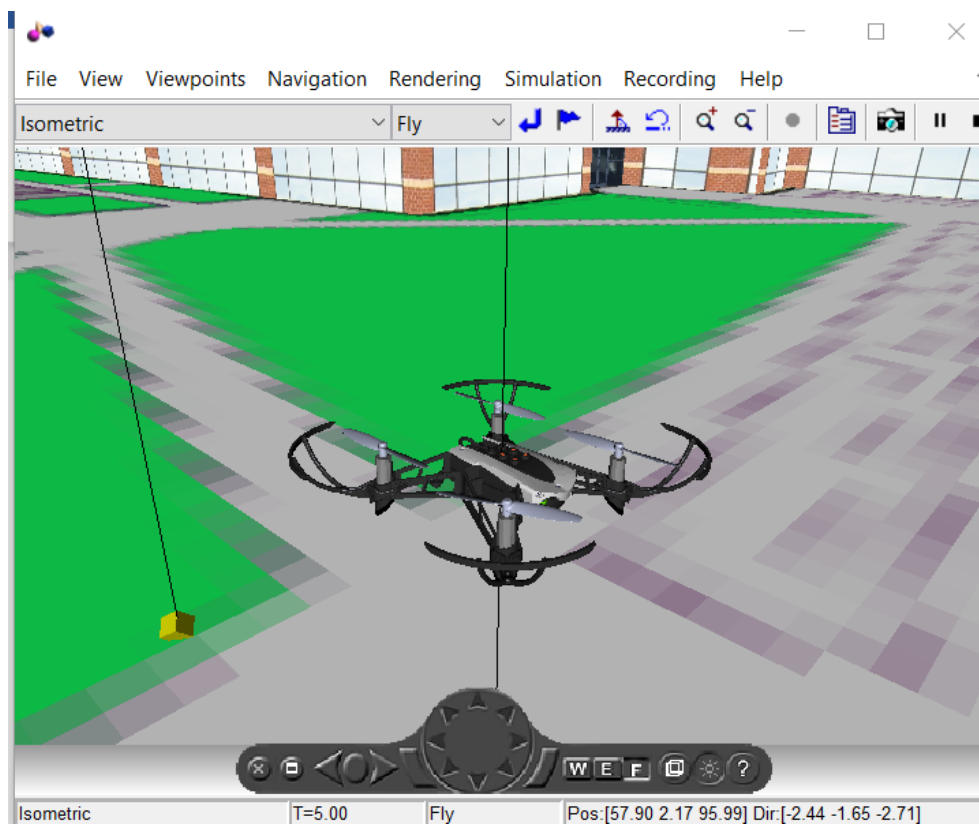 File View Viewpoints Navigation Rendering Simulation Recording Help
Isometric Fly
W E F ?
Isometric T=5.00 Fly Pos:[57.90 2.17 95.99] Dir:[-2.44 -1.65 -2.71]